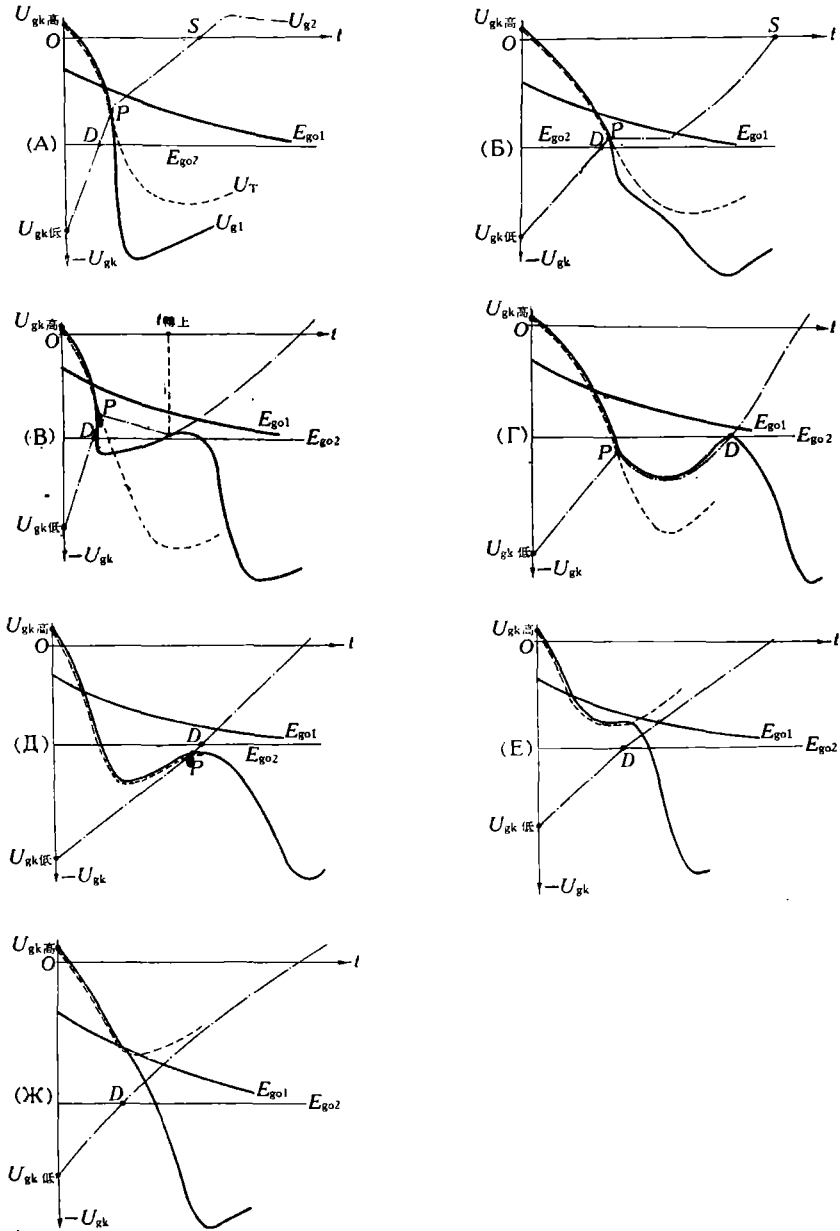 U_gk高
O
S
t
U_g2
P
D
E_go1
E_go2
(А)
U_T
U_g1
U_gk低
–U_gk
U_gk高
O
S
t
P
D
E_go1
E_go2
(Б)
U_gk低
–U_gk
U_gk高
O
t轉上
t
P
D
E_go1
E_go2
(В)
U_gk低
–U_gk
U_gk高
O
t
P
D
E_go1
E_go2
(Г)
U_gk低
–U_gk
U_gk高
O
t
D
P
E_go1
E_go2
(Д)
U_gk低
–U_gk
U_gk高
O
t
D
E_go1
E_go2
(Е)
U_gk低
–U_gk
U_gk高
O
t
D
E_go1
E_go2
(Ж)
U_gk低
–U_gk